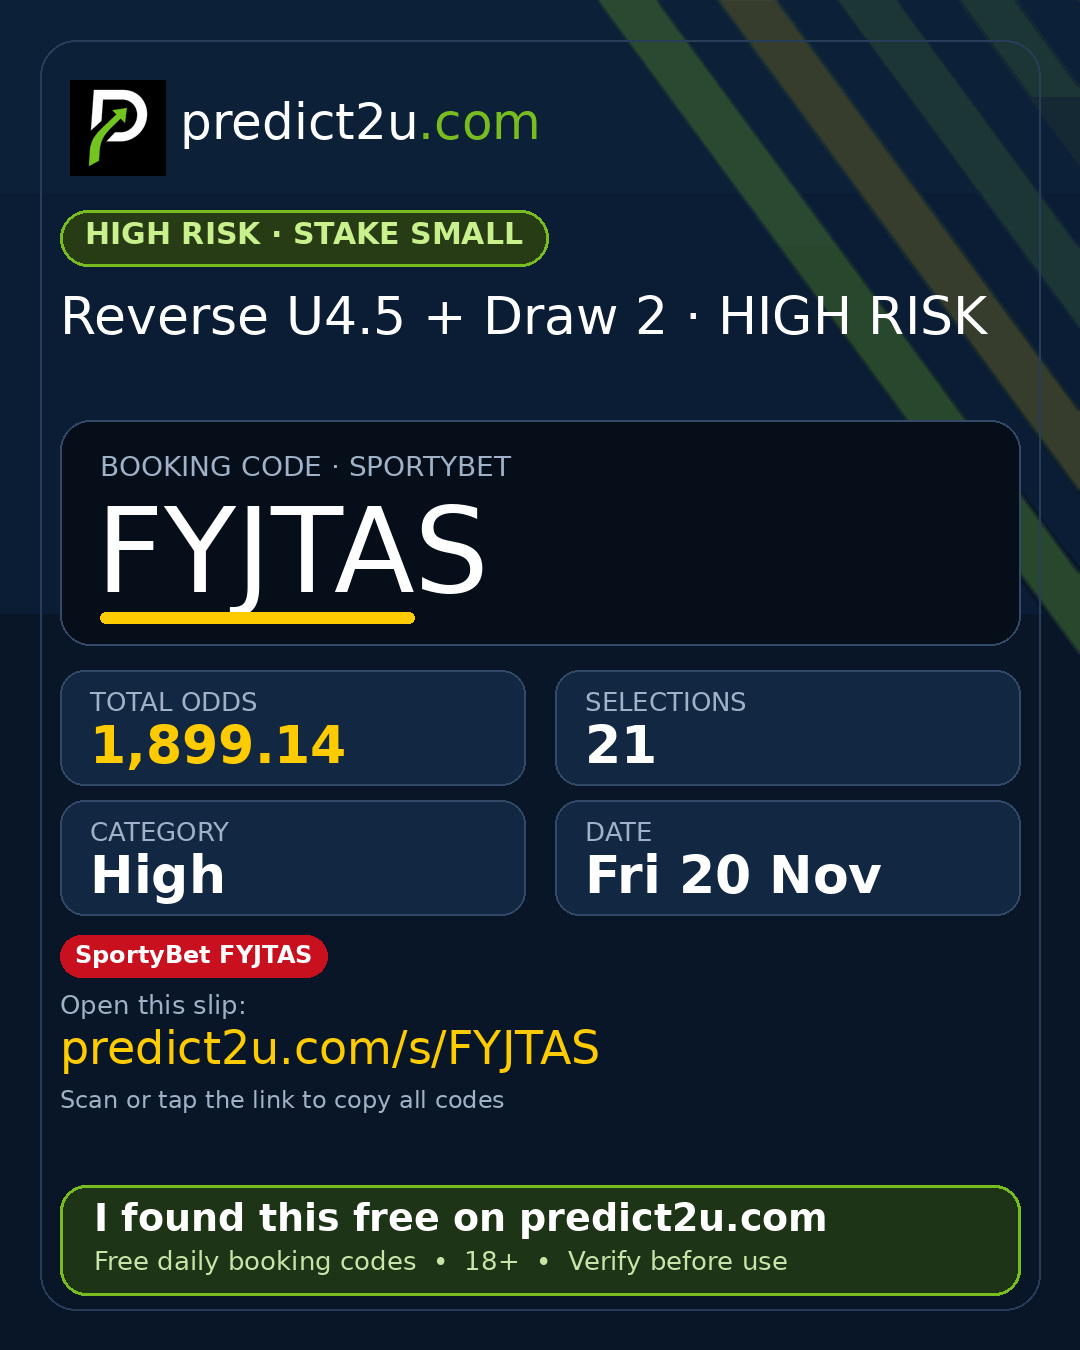 predict2u.com
HIGH RISK · STAKE SMALL
Reverse U4.5 + Draw 2 · HIGH RISK
BOOKING CODE · SPORTYBET
FYJTAS
TOTAL ODDS
1,899.14
SELECTIONS
21
CATEGORY
High
DATE
Fri 20 Nov
SportyBet FYJTAS
Open this slip:
predict2u.com/s/FYJTAS
Scan or tap the link to copy all codes
I found this free on predict2u.com
Free daily booking codes • 18+ • Verify before use